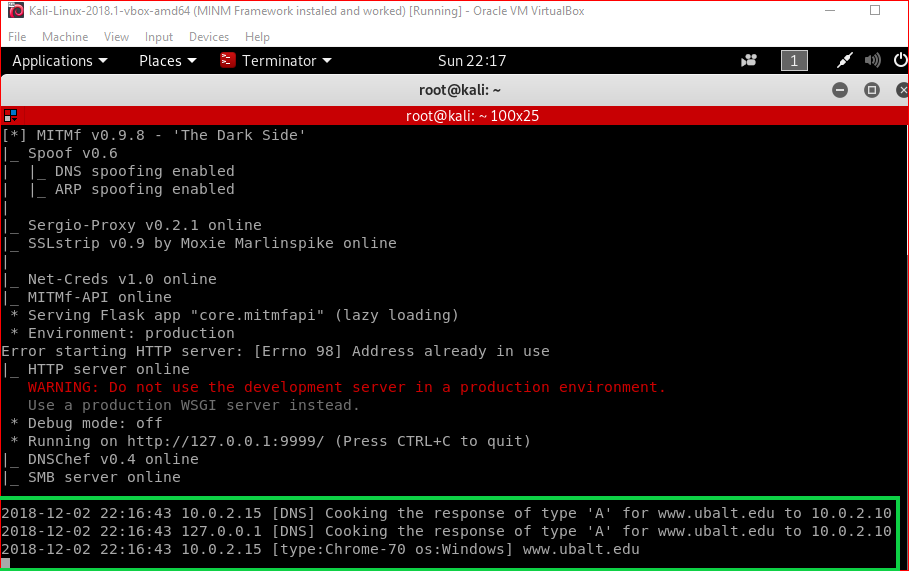 Kali-Linux-2018.1-vbox-amd64 (MINM Framework instaled and worked) [Running] - Oracle VM VirtualBox
File Machine View Input Devices Help
Applications Places Terminator Sun 22:17 1
root@kali: ~
root@kali: ~ 100x25
[*] MITMf v0.9.8 - 'The Dark Side'
|_ Spoof v0.6
|  |_ DNS spoofing enabled
|  |_ ARP spoofing enabled
|
|_ Sergio-Proxy v0.2.1 online
|_ SSLstrip v0.9 by Moxie Marlinspike online
|
|_ Net-Creds v1.0 online
|_ MITMf-API online
 * Serving Flask app "core.mitmfapi" (lazy loading)
 * Environment: production
Error starting HTTP server: [Errno 98] Address already in use
|_ HTTP server online
   WARNING: Do not use the development server in a production environment.
   Use a production WSGI server instead.
 * Debug mode: off
 * Running on http://127.0.0.1:9999/ (Press CTRL+C to quit)
|_ DNSChef v0.4 online
|_ SMB server online
2018-12-02 22:16:43 10.0.2.15 [DNS] Cooking the response of type 'A' for www.ubalt.edu to 10.0.2.10
2018-12-02 22:16:43 127.0.0.1 [DNS] Cooking the response of type 'A' for www.ubalt.edu to 10.0.2.10
2018-12-02 22:16:43 10.0.2.15 [type:Chrome-70 os:Windows] www.ubalt.edu